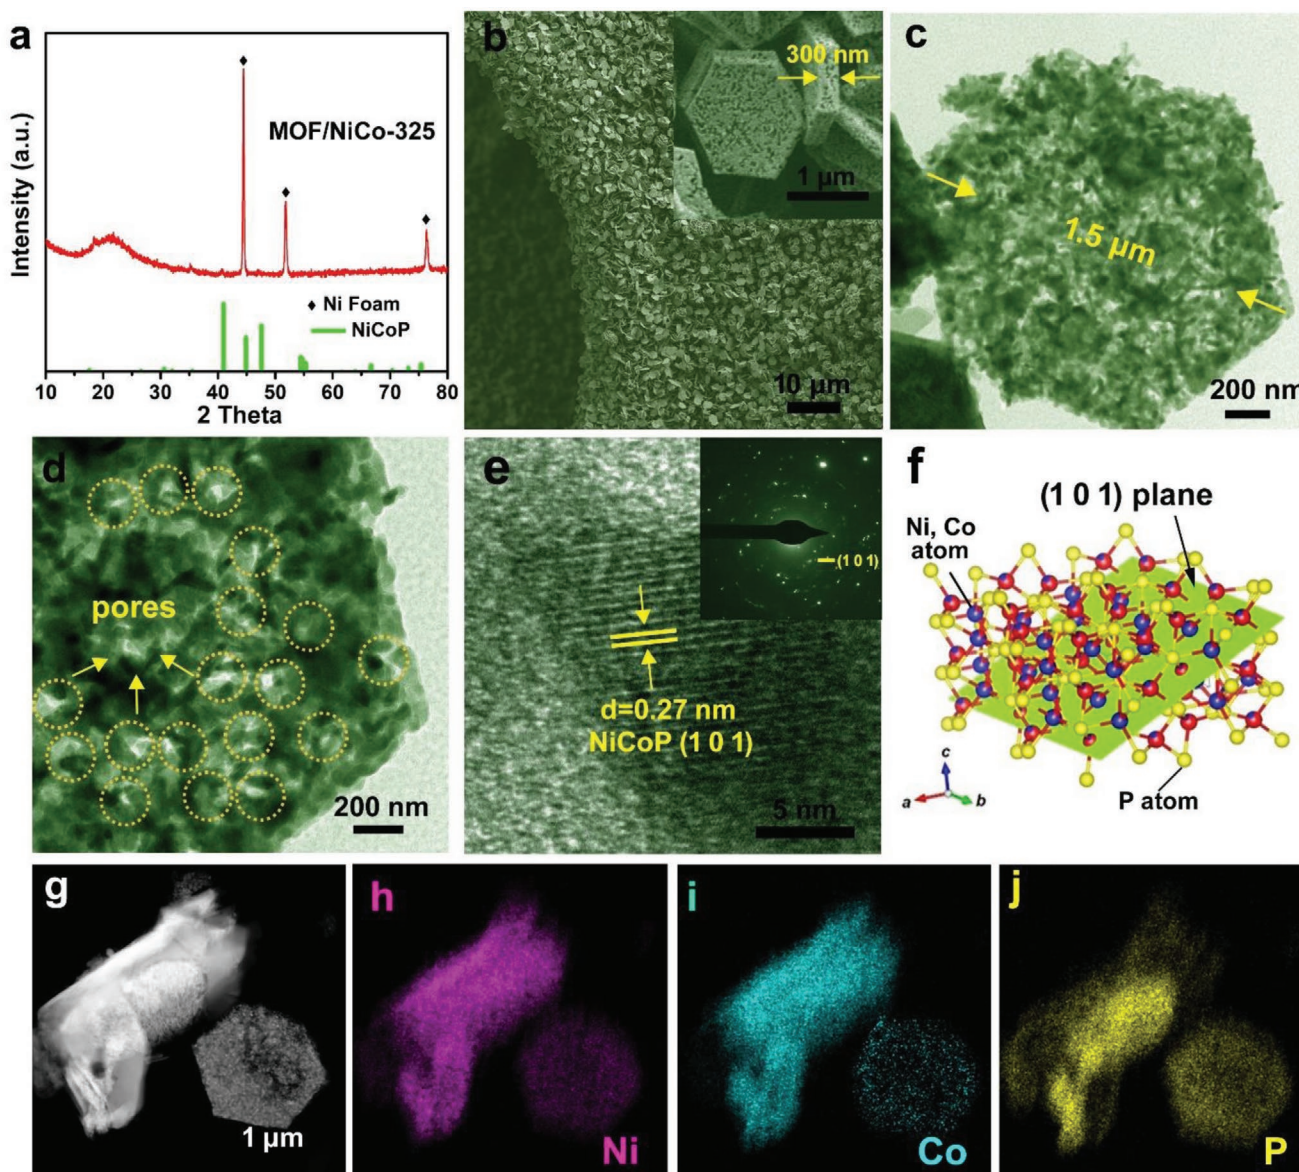 a
MOF/NiCo-325
Intensity (a.u.)
♦ Ni Foam
NiCoP
10 20 30 40 50 60 70 80
2 Theta
b
300 nm
1 µm
10 µm
c
1.5 µm
200 nm
d
pores
200 nm
e
(1 0 1)
d=0.27 nm
NiCoP (1 0 1)
5 nm
f
(1 0 1) plane
Ni, Co
atom
c
a
b
P atom
g
1 µm
h
Ni
i
Co
j
P